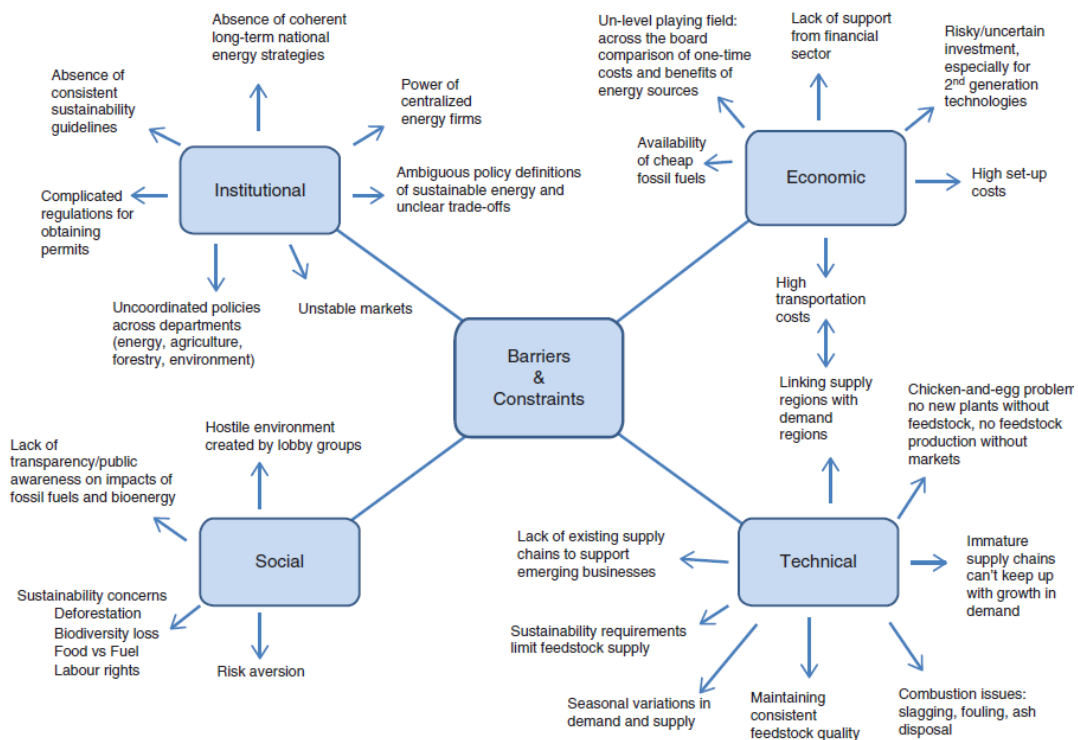 Absence of coherent
long-term national
energy strategies
Absence of
consistent
sustainability
guidelines
Power of
centralized
energy firms
Institutional
Complicated
regulations for
obtaining
permits
Ambiguous policy definitions
of sustainable energy and
unclear trade-offs
Uncoordinated policies
across departments
(energy, agriculture,
forestry, environment)
Unstable markets
Un-level playing field:
across the board
comparison of one-time
costs and benefits of
energy sources
Lack of support
from financial
sector
Risky/uncertain
investment,
especially for
2nd generation
technologies
Availability
of cheap
fossil fuels
Economic
High set-up
costs
High
transportation
costs
Barriers
&
Constraints
Linking supply
regions with
demand
regions
Chicken-and-egg problem
no new plants without
feedstock, no feedstock
production without
markets
Hostile environment
created by lobby groups
Lack of
transparency/public
awareness on impacts of
fossil fuels and bioenergy
Social
Sustainability concerns
Deforestation
Biodiversity loss
Food vs Fuel
Labour rights
Risk aversion
Lack of existing supply
chains to support
emerging businesses
Technical
Immature
supply chains
can't keep up
with growth in
demand
Sustainability requirements
limit feedstock supply
Seasonal variations in
demand and supply
Maintaining
consistent
feedstock quality
Combustion issues:
slagging, fouling, ash
disposal